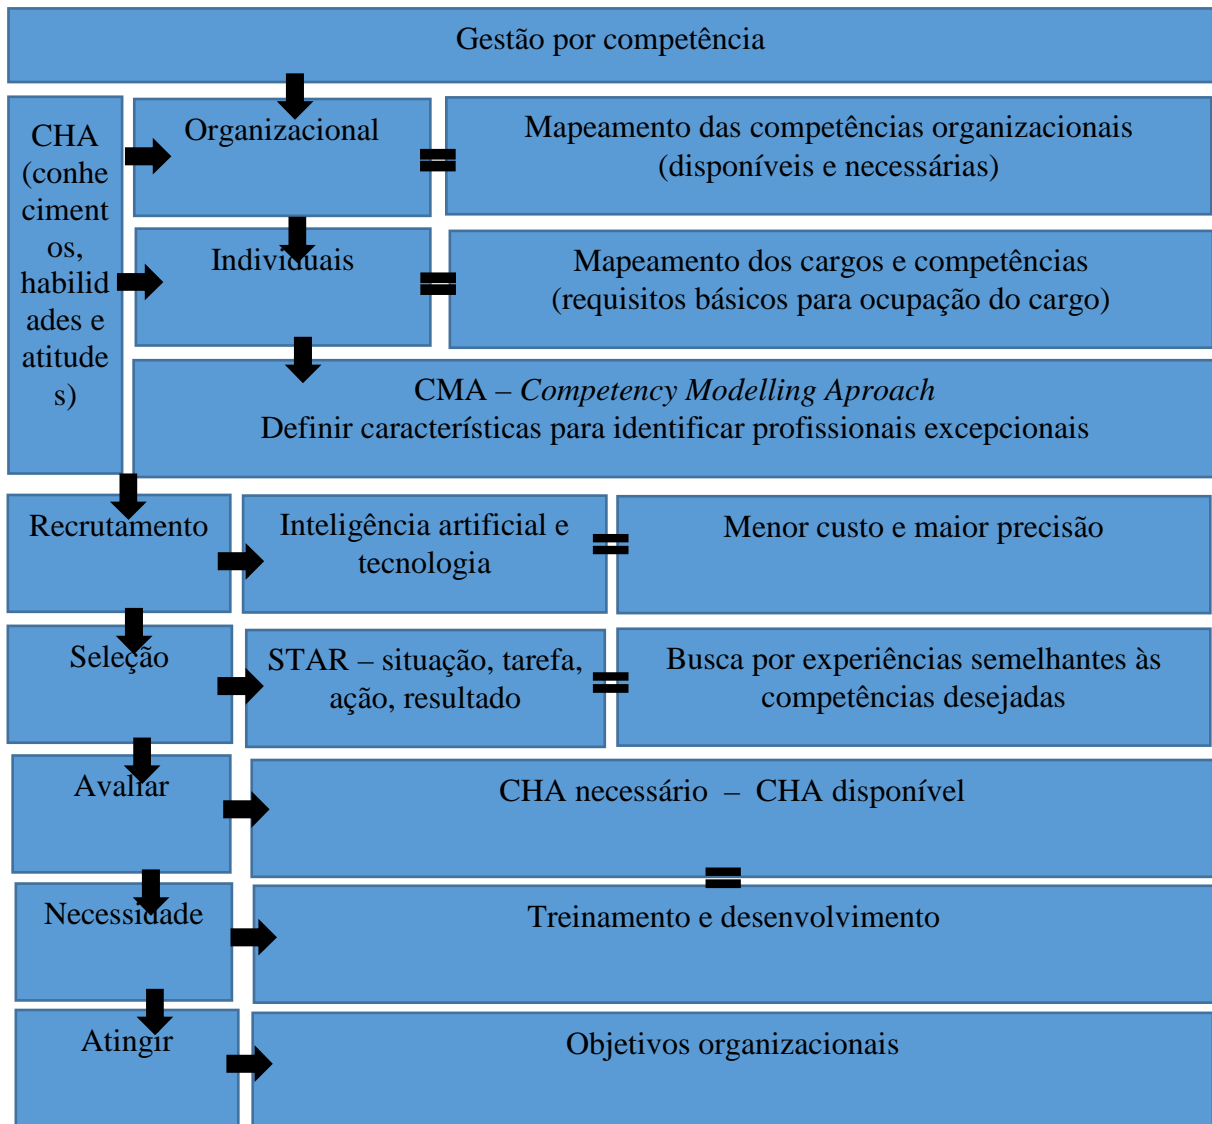 Gestão por competência
CHA
(conhe
ciment
os,
habilid
ades e
atitude
s)
Organizacional
Mapeamento das competências organizacionais
(disponíveis e necessárias)
Individuais
Mapeamento dos cargos e competências
(requisitos básicos para ocupação do cargo)
CMA – Competency Modelling Aproach
Definir características para identificar profissionais excepcionais
Recrutamento
Inteligência artificial e
tecnologia
Menor custo e maior precisão
Seleção
STAR – situação, tarefa,
ação, resultado
Busca por experiências semelhantes às
competências desejadas
Avaliar
CHA necessário – CHA disponível
Necessidade
Treinamento e desenvolvimento
Atingir
Objetivos organizacionais